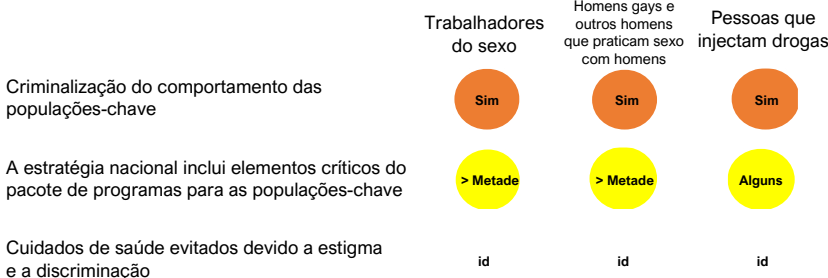 Trabalhadores
do sexo
Homens gays e
outros homens
que praticam sexo
com homens
Pessoas que
injectam drogas
Criminalização do comportamento das
populações-chave
Sim
Sim
Sim
A estratégia nacional inclui elementos críticos do
pacote de programas para as populações-chave
> Metade
> Metade
Alguns
Cuidados de saúde evitados devido a estigma
e a discriminação
id
id
id